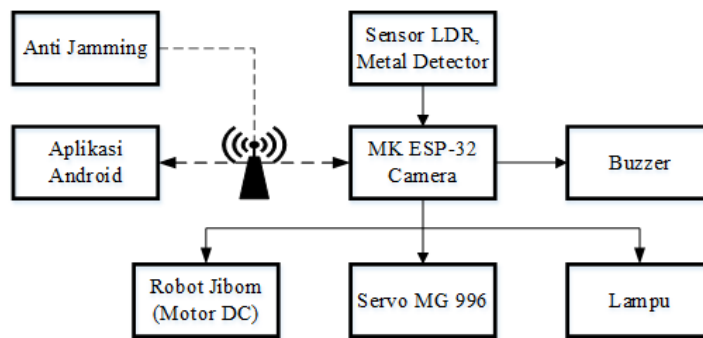 Anti Jamming
Sensor LDR,
Metal Detector
Aplikasi
Android
MK ESP-32
Camera
Buzzer
Robot Jibom
(Motor DC)
Servo MG 996
Lampu